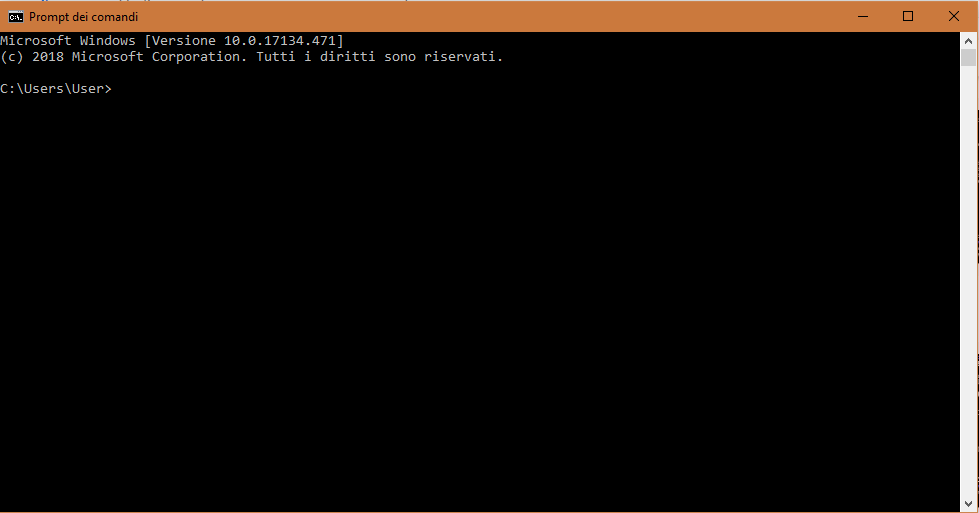 Prompt dei comandi
Microsoft Windows [Versione 10.0.17134.471]
(c) 2018 Microsoft Corporation. Tutti i diritti sono riservati.
C:\Users\User>